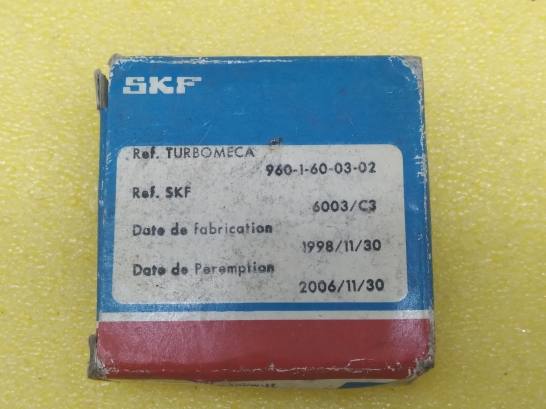 SKF
Ref. TURBOMECA
960-1-60-03-02
Ref. SKF
6003/C3
Date de fabrication
1998/11/30
Date de Peremption
2006/11/30